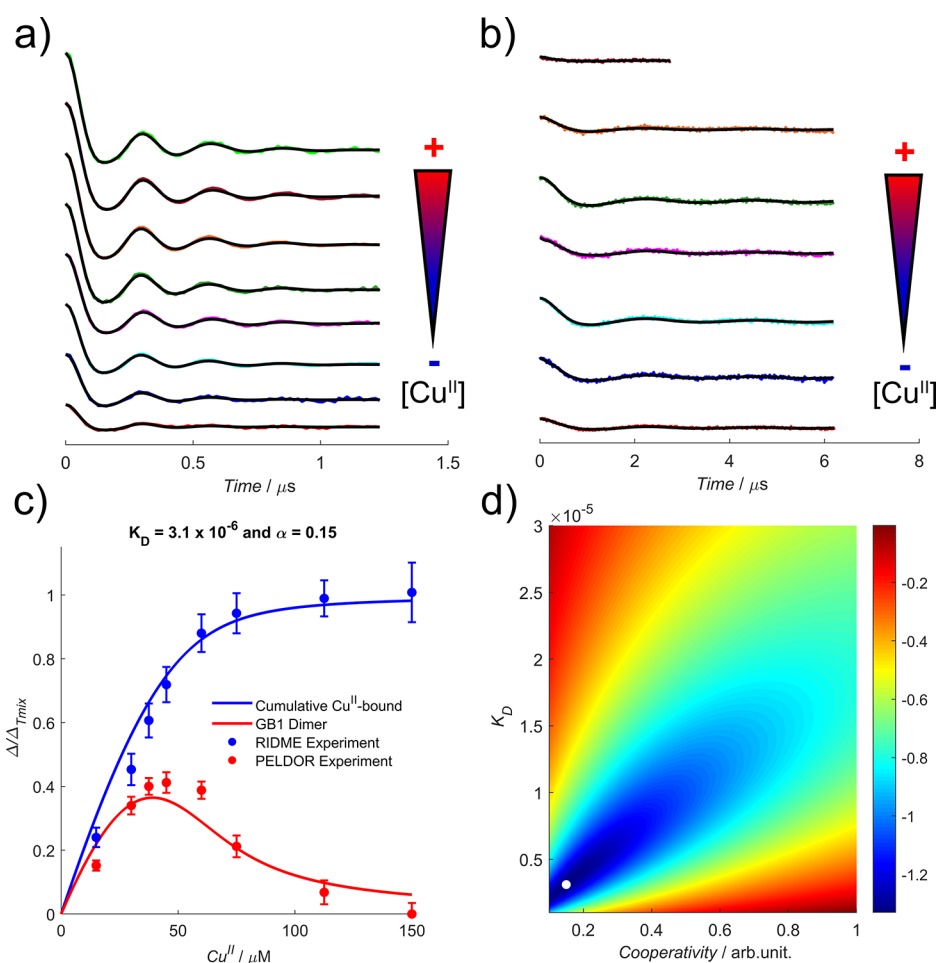 a)
+
-
[Cu^II]
0 0.5 1 1.5
Time / μs
b)
+
-
[Cu^II]
0 2 4 6 8
Time / μs
c)
K_D = 3.1 x 10^-6 and α = 0.15
1
0.8
0.6
0.4
0.2
0
Δ/Δ_Tmix
Cumulative Cu^II-bound
GB1 Dimer
RIDME Experiment
PELDOR Experiment
0 50 100 150
Cu^II / μM
d)
×10^-5
3
2.5
2
1.5
1
0.5
K_D
0.2 0.4 0.6 0.8 1
Cooperativity / arb.unit.
-0.2
-0.4
-0.6
-0.8
-1
-1.2